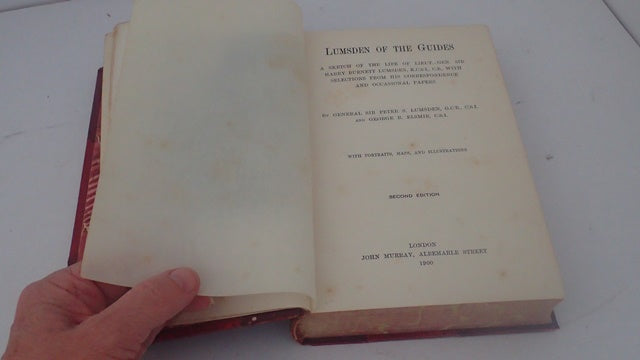 LUMSDEN OF THE GUIDES
A SKETCH OF THE LIFE OF LIEUT.-GEN. SIR
HARRY BURNETT LUMSDEN, K.C.S.I., C.B., WITH
SELECTIONS FROM HIS CORRESPONDENCE
AND OCCASIONAL PAPERS
BY GENERAL SIR PETER S. LUMSDEN, G.C.B., C.S.I.
AND GEORGE R. ELSMIE, C.S.I.
WITH PORTRAITS, MAPS, AND ILLUSTRATIONS
SECOND EDITION
LONDON
JOHN MURRAY, ALBEMARLE STREET
1900